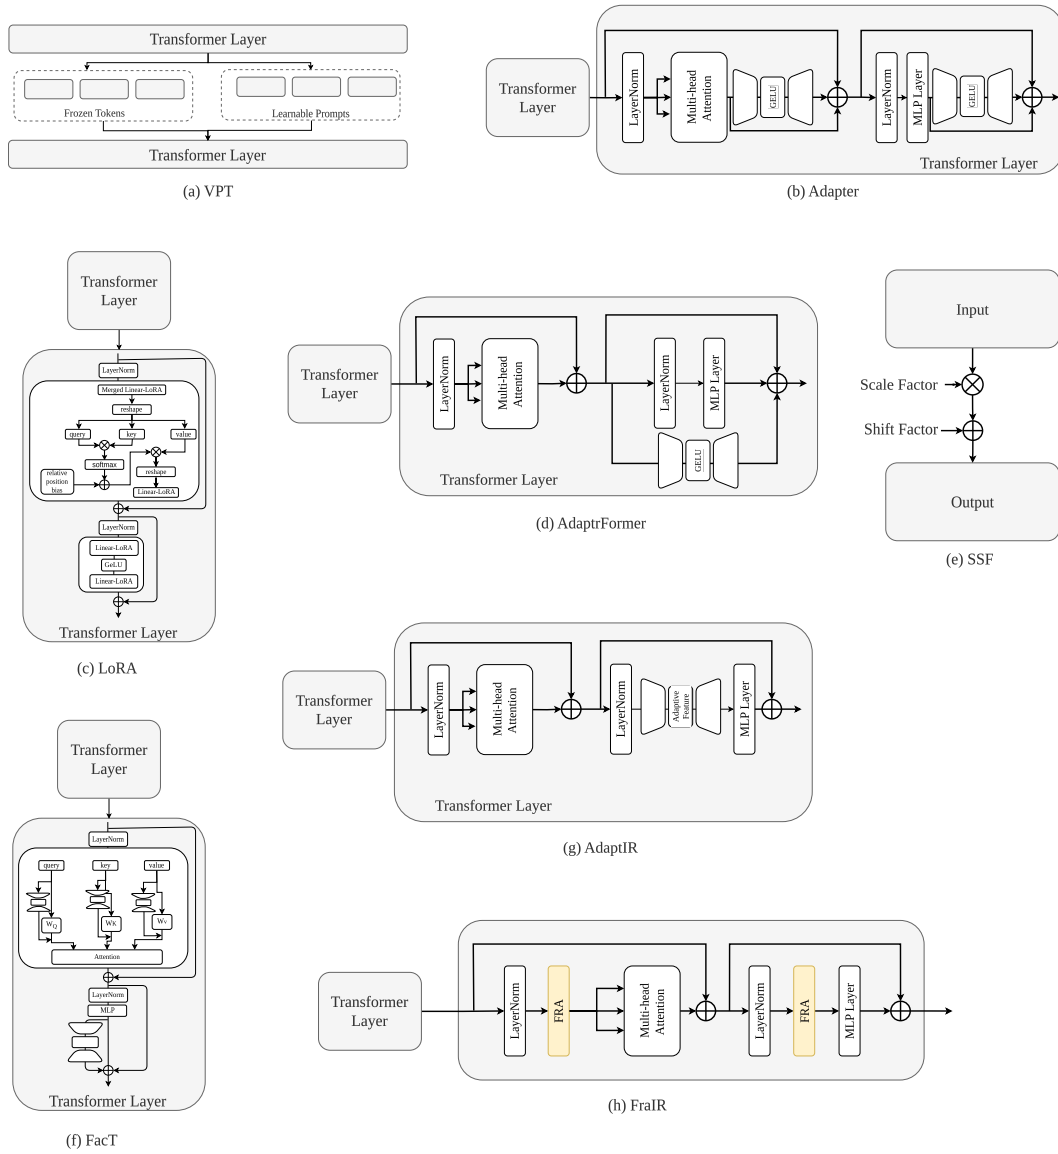 Transformer Layer
Frozen Tokens
Learnable Prompts
Transformer Layer
(a) VPT
Transformer
Layer
LayerNorm
Multi-head
Attention
GELU
LayerNorm
MLP Layer
GELU
Transformer Layer
(b) Adapter
Transformer
Layer
LayerNorm
Merged Linear-LoRA
reshape
query
key
value
softmax
relative
position
bias
reshape
Linear-LoRA
LayerNorm
Linear-LoRA
GeLU
Linear-LoRA
Transformer Layer
(c) LoRA
Transformer
Layer
LayerNorm
Multi-head
Attention
LayerNorm
MLP Layer
GELU
Transformer Layer
(d) AdaptrFormer
Input
Scale Factor
Shift Factor
Output
(e) SSF
Transformer
Layer
LayerNorm
query
key
value
WQ
WK
WV
Attention
LayerNorm
MLP
Transformer Layer
(f) FacT
Transformer
Layer
LayerNorm
Multi-head
Attention
LayerNorm
Adaptive
Feature
MLP Layer
Transformer Layer
(g) AdaptIR
Transformer
Layer
LayerNorm
FRA
Multi-head
Attention
LayerNorm
FRA
MLP Layer
(h) FraIR